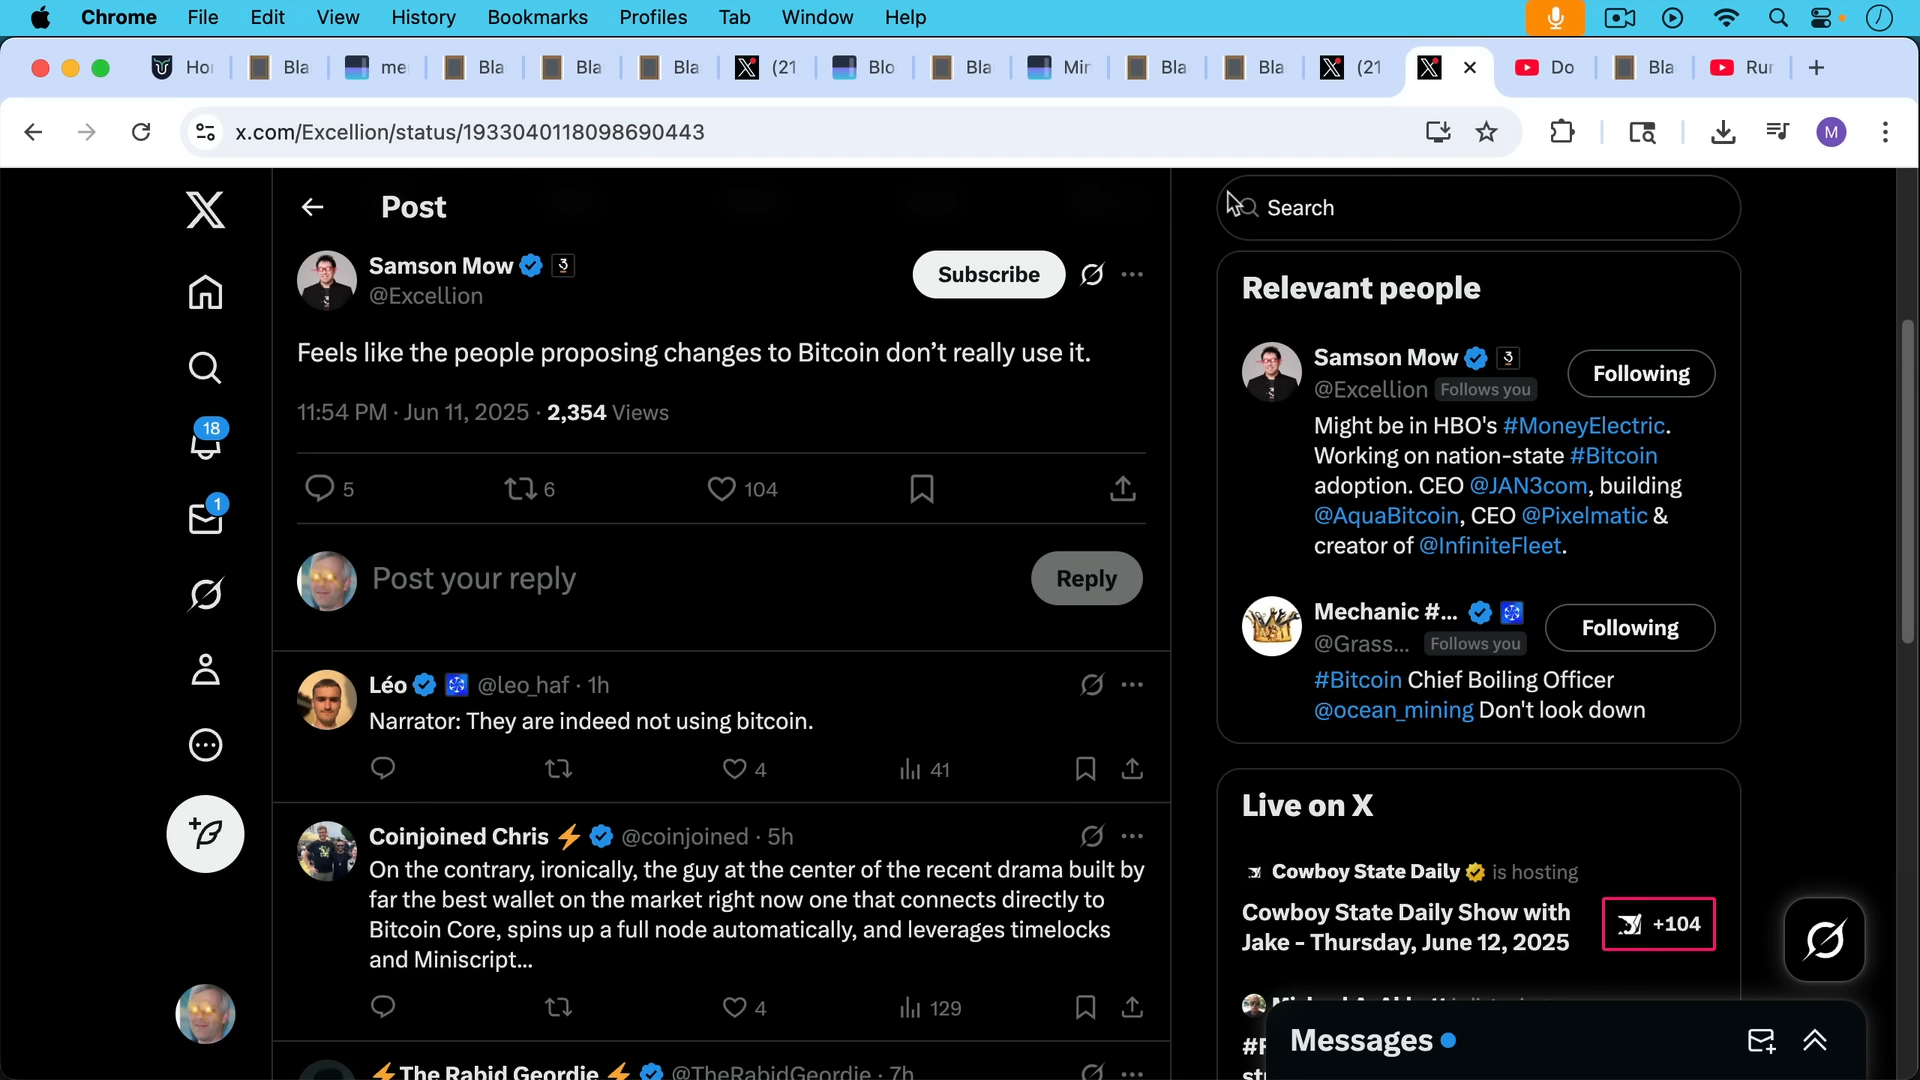 Chrome File Edit View History Bookmarks Profiles Tab Window Help
Ho Bla me Bla Bla Bla (21 Blo Bla Mir Bla Bla (21 Do Bla Rur
x.com/Excellion/status/1933040118098690443
M
Post
Samson Mow
@Excellion
Subscribe
Feels like the people proposing changes to Bitcoin don’t really use it.
11:54 PM · Jun 11, 2025 · 2,354 Views
5 6 104
Post your reply
Reply
Léo @leo_haf · 1h
Narrator: They are indeed not using bitcoin.
4 41
Coinjoined Chris ⚡ @coinjoined · 5h
On the contrary, ironically, the guy at the center of the recent drama built by
far the best wallet on the market right now one that connects directly to
Bitcoin Core, spins up a full node automatically, and leverages timelocks
and Miniscript...
4 129
⚡The Rabid Geordie ⚡ @TheRabidGeordie · 7h
18
1
Search
Relevant people
Samson Mow
@Excellion Follows you
Following
Might be in HBO's #MoneyElectric.
Working on nation-state #Bitcoin
adoption. CEO @JAN3com, building
@AquaBitcoin, CEO @Pixelmatic &
creator of @InfiniteFleet.
Mechanic #...
@Grass... Follows you
Following
#Bitcoin Chief Boiling Officer
@ocean_mining Don't look down
Live on X
Cowboy State Daily is hosting
Cowboy State Daily Show with
Jake - Thursday, June 12, 2025
+104
Messages